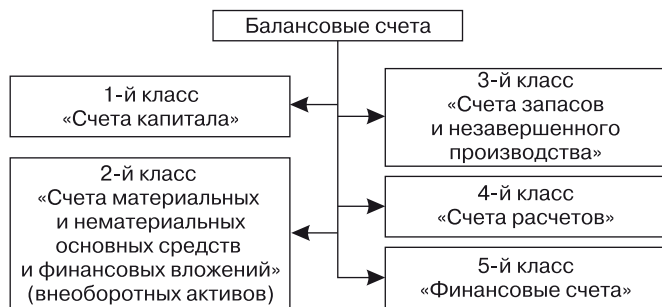 Балансовые счета
1-й класс
«Счета капитала»
2-й класс
«Счета материальных
и нематериальных
основных средств
и финансовых вложений»
(внеоборотных активов)
3-й класс
«Счета запасов
и незавершенного
производства»
4-й класс
«Счета расчетов»
5-й класс
«Финансовые счета»